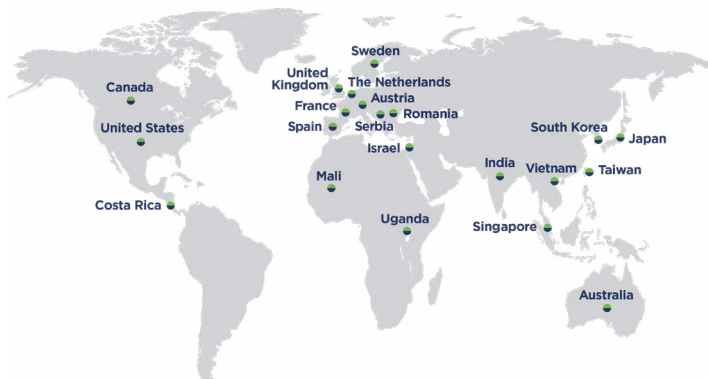 Sweden
United
Kingdom
The Netherlands
Canada
Austria
France
Romania
United States
Spain
Serbia
South Korea
Japan
Israel
India
Vietnam
Taiwan
Mali
Costa Rica
Uganda
Singapore
Australia